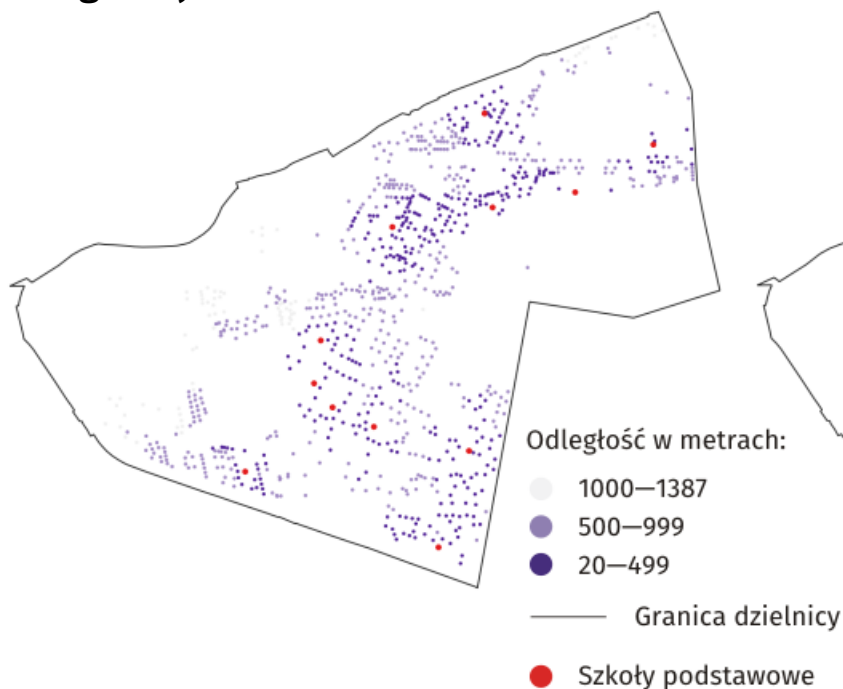 Odległość w metrach:
1000—1387
500—999
20—499
Granica dzielnicy
Szkoły podstawowe